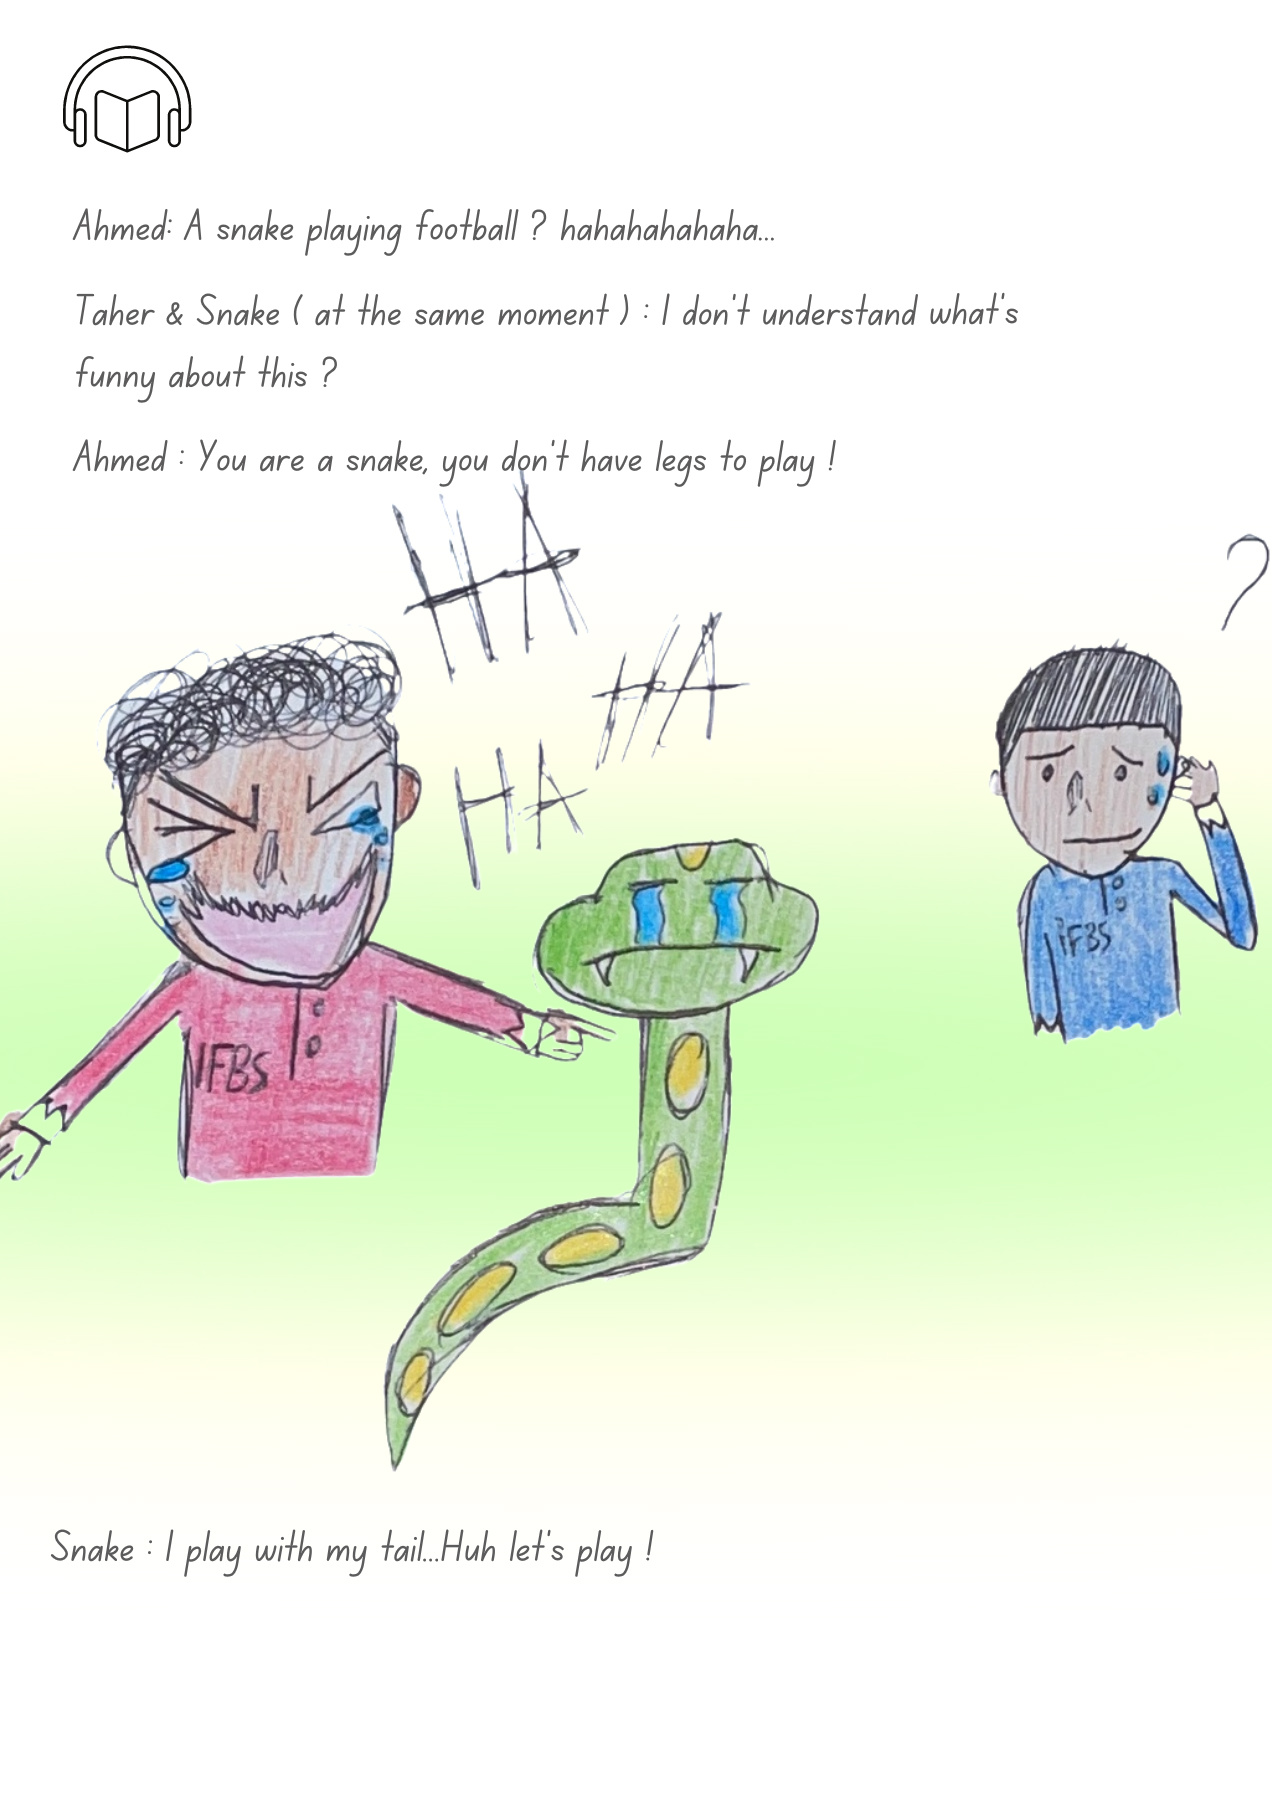 Ahmed: A snake playing football ? hahahahahaha...
Taher & Snake ( at the same moment ) : I don't understand what's
funny about this ?
Ahmed : You are a snake, you don't have legs to play !
HA
HA
HA
?
IFBS
IFBS
Snake : I play with my tail...Huh let's play !